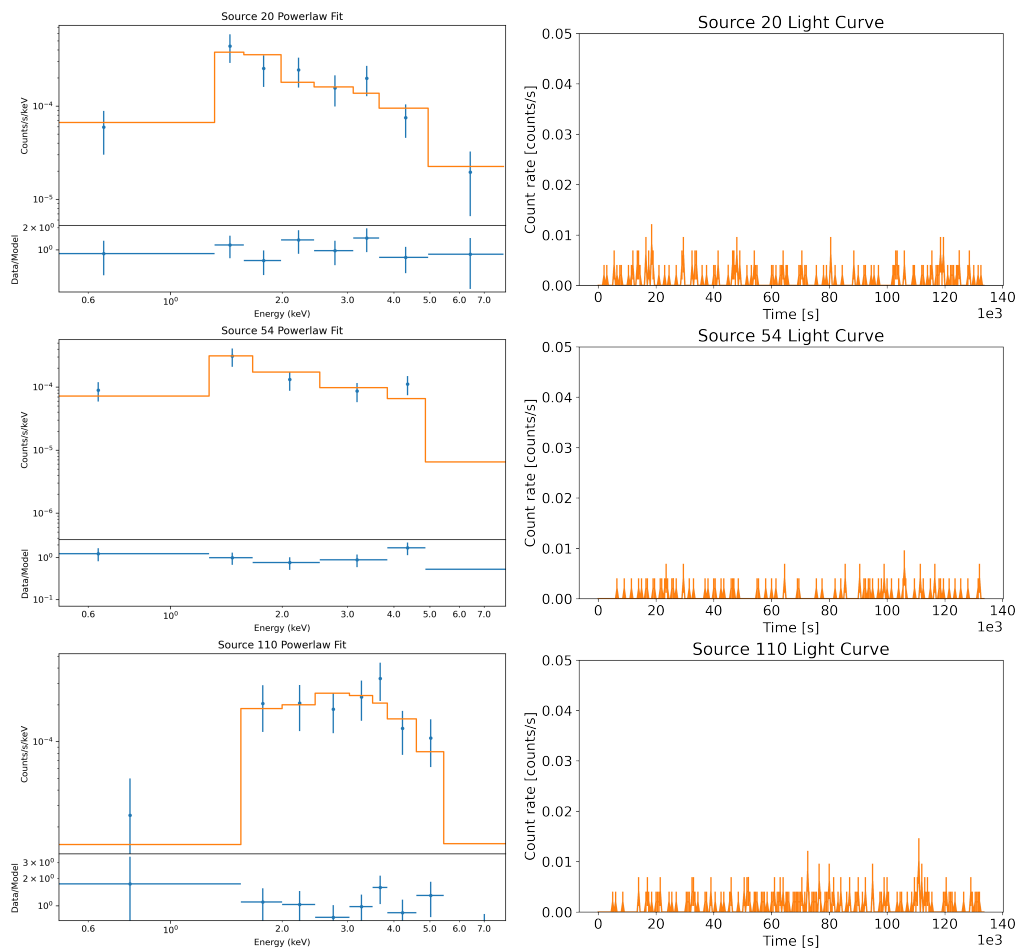 Source 20 Powerlaw Fit
Counts/s/keV
10⁻⁴
10⁻⁵
Data/Model
2 × 10⁰
10⁰
0.6
10⁰
2.0
3.0
4.0
5.0
6.0
7.0
Energy (keV)
Source 20 Light Curve
Count rate [counts/s]
0.05
0.04
0.03
0.02
0.01
0.00
0
20
40
60
80
100
120
140
Time [s]
1e3
Source 54 Powerlaw Fit
Counts/s/keV
10⁻⁴
10⁻⁵
10⁻⁶
Data/Model
10⁰
10⁻¹
0.6
10⁰
2.0
3.0
4.0
5.0
6.0
7.0
Energy (keV)
Source 54 Light Curve
Count rate [counts/s]
0.05
0.04
0.03
0.02
0.01
0.00
0
20
40
60
80
100
120
140
Time [s]
1e3
Source 110 Powerlaw Fit
Counts/s/keV
10⁻⁴
Data/Model
3 × 10⁰
2 × 10⁰
10⁰
0.6
10⁰
2.0
3.0
4.0
5.0
6.0
7.0
Energy (keV)
Source 110 Light Curve
Count rate [counts/s]
0.05
0.04
0.03
0.02
0.01
0.00
0
20
40
60
80
100
120
140
Time [s]
1e3